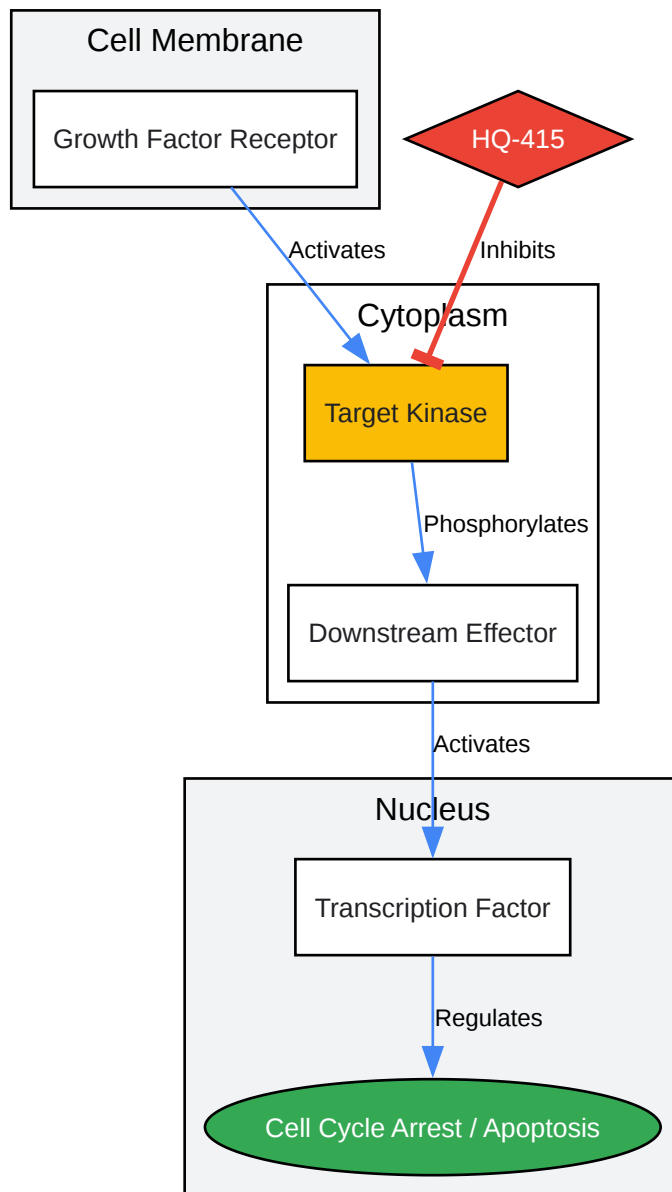 Cell Membrane
Growth Factor Receptor
HQ-415
Activates
Inhibits
Cytoplasm
Target Kinase
Phosphorylates
Downstream Effector
Activates
Nucleus
Transcription Factor
Regulates
Cell Cycle Arrest / Apoptosis